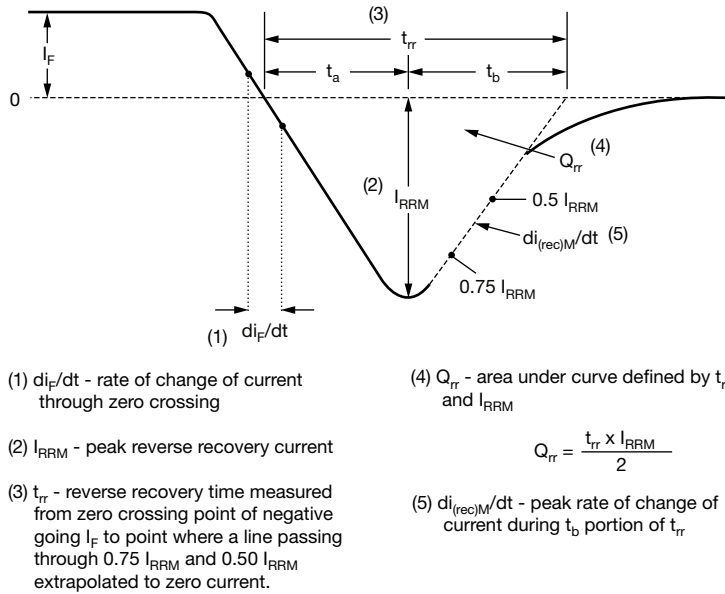 (3)
t_rr
I_F
t_a
t_b
0
(2) I_RRM
Q_rr (4)
0.5 I_RRM
di_(rec)M/dt (5)
0.75 I_RRM
(1) di_F/dt
(1) di_F/dt - rate of change of current
through zero crossing
(2) I_RRM - peak reverse recovery current
(3) t_rr - reverse recovery time measured
from zero crossing point of negative
going I_F to point where a line passing
through 0.75 I_RRM and 0.50 I_RRM
extrapolated to zero current.
(4) Q_rr - area under curve defined by t_r
and I_RRM
Q_rr = t_rr x I_RRM
2
(5) di_(rec)M/dt - peak rate of change of
current during t_b portion of t_rr